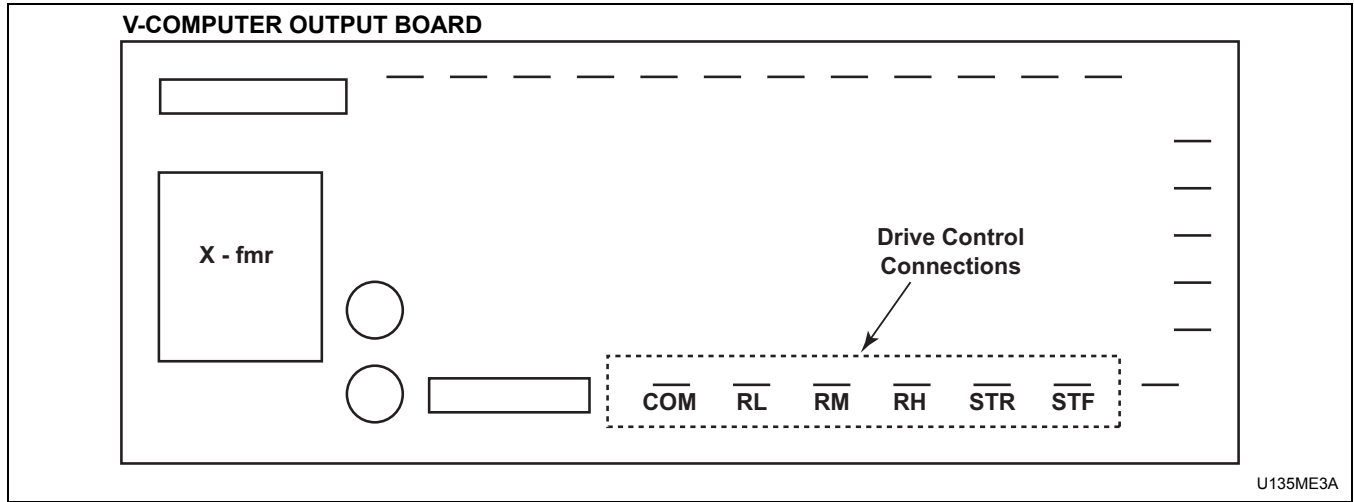 V-COMPUTER OUTPUT BOARD
X - fmr
Drive Control
Connections
COM RL RM RH STR STF
U135ME3A